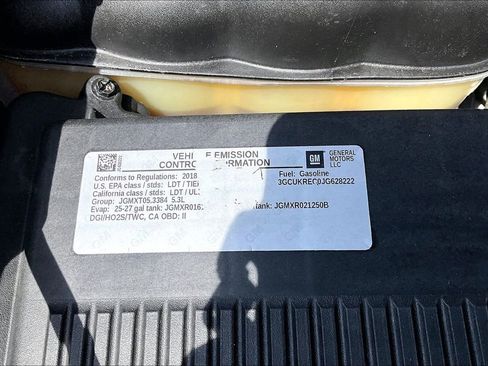 VEHI E EMISSION
CONTRO RMATION
GM
GENERAL
MOTORS
LLC
Conforms to Regulations: 2018
Fuel: Gasoline
U.S. EPA class / stds: LDT / TIE
3GCUKREC0JG628222
California class / stds: LDT / UL
Group: JGMXT05.3384 5.3L
Evap: 25-27 gal tank: JGMXR016 tank: JGMXR021250B
DGI/HO2S/TWC, CA OBD: II